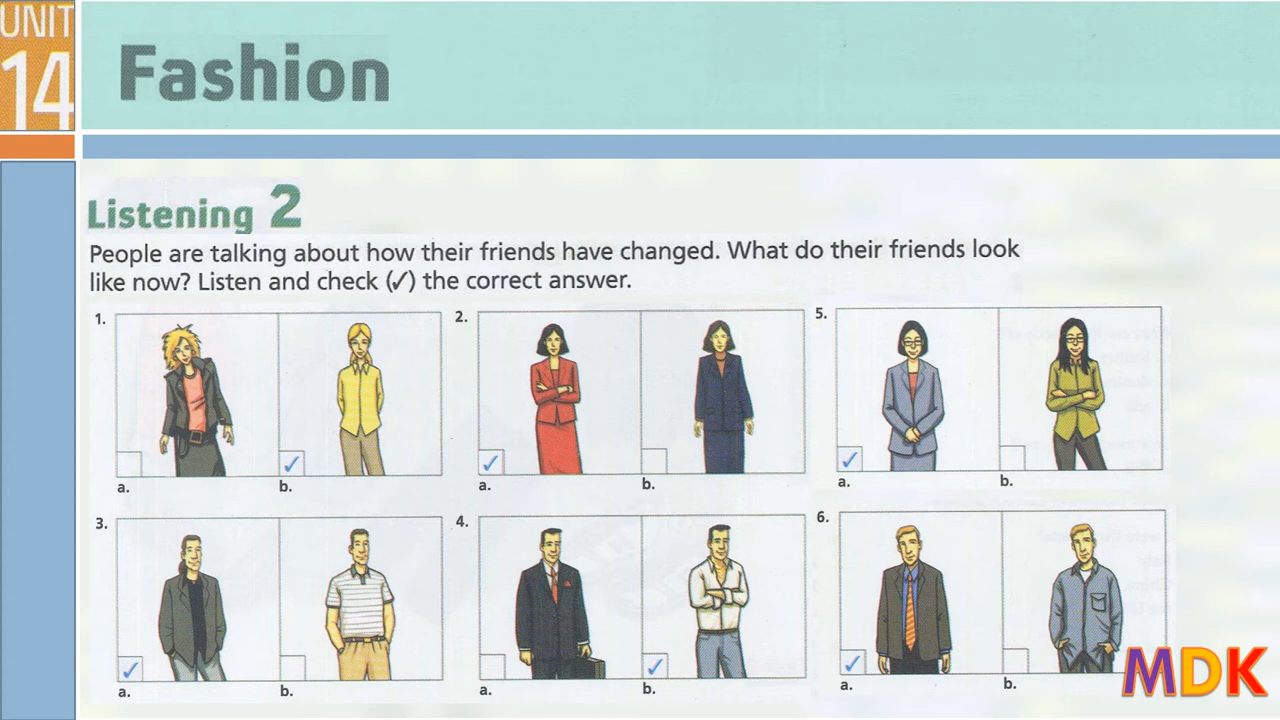 UNIT
14
Fashion
Listening 2
People are talking about how their friends have changed. What do their friends look
like now? Listen and check (✓) the correct answer.
1.
✓
a.
b.
2.
✓
a.
b.
5.
✓
a.
b.
3.
✓
a.
b.
4.
✓
a.
b.
6.
✓
a.
b.
MDK